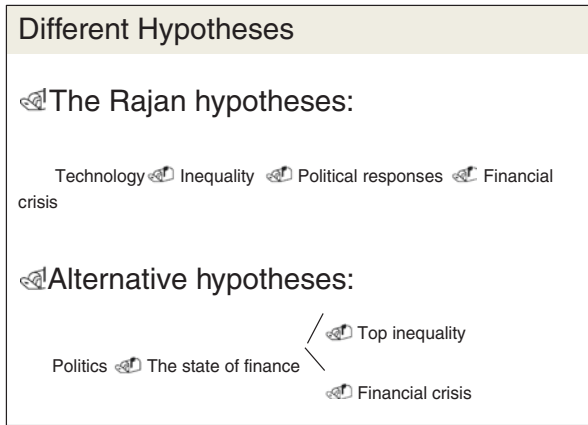 Different Hypotheses
The Rajan hypotheses:
Technology Inequality Political responses Financial
crisis
Alternative hypotheses:
Top inequality
Politics The state of finance
Financial crisis